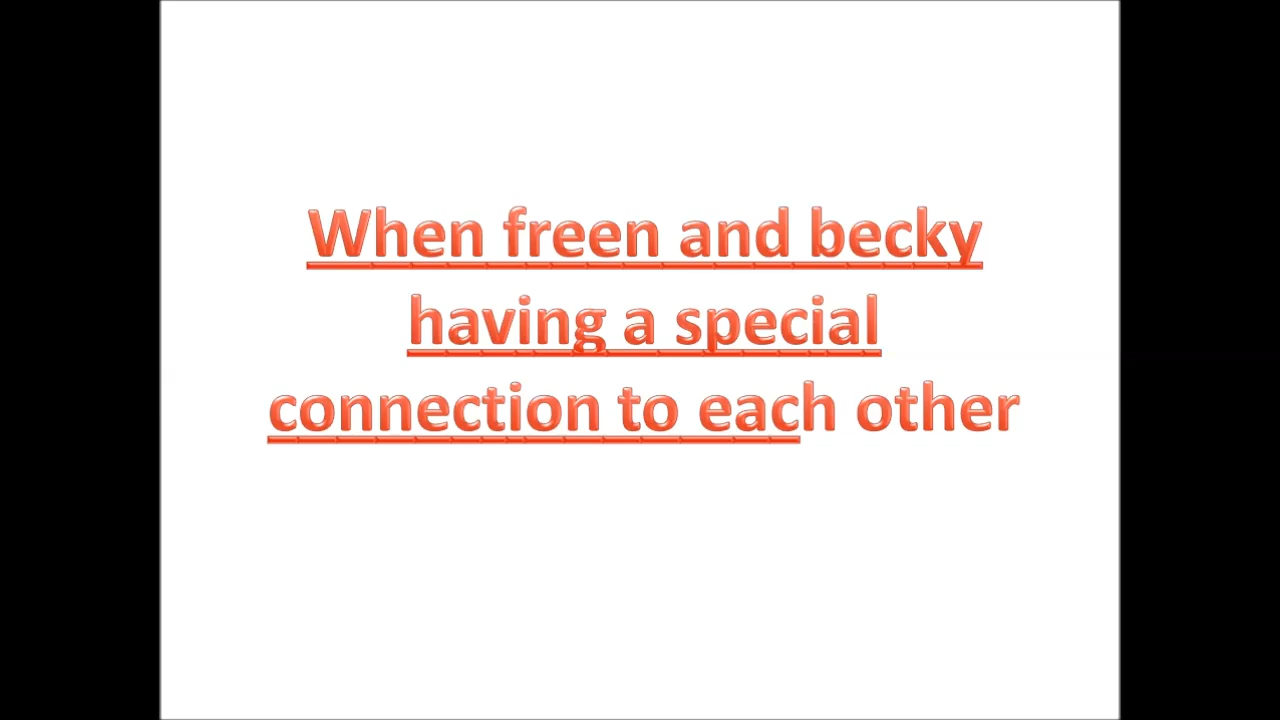 When freen and becky
having a special
connection to each other